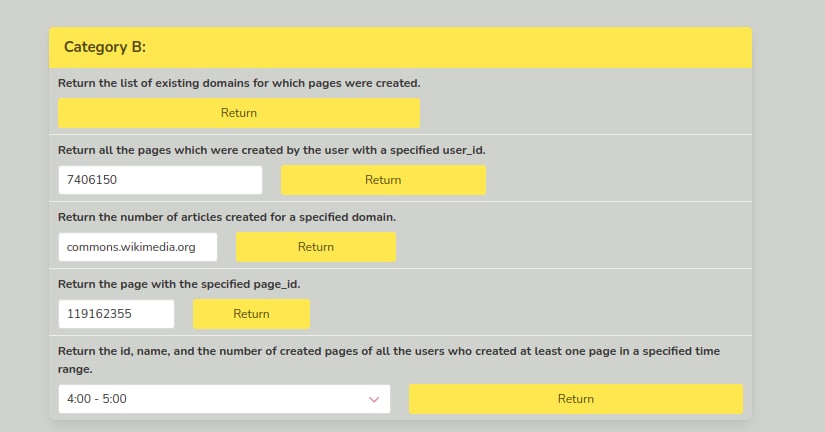 Category B:
Return the list of existing domains for which pages were created.
Return
Return all the pages which were created by the user with a specified user_id.
7406150
Return
Return the number of articles created for a specified domain.
commons.wikimedia.org
Return
Return the page with the specified page_id.
119162355
Return
Return the id, name, and the number of created pages of all the users who created at least one page in a specified time
range.
4:00 - 5:00
Return